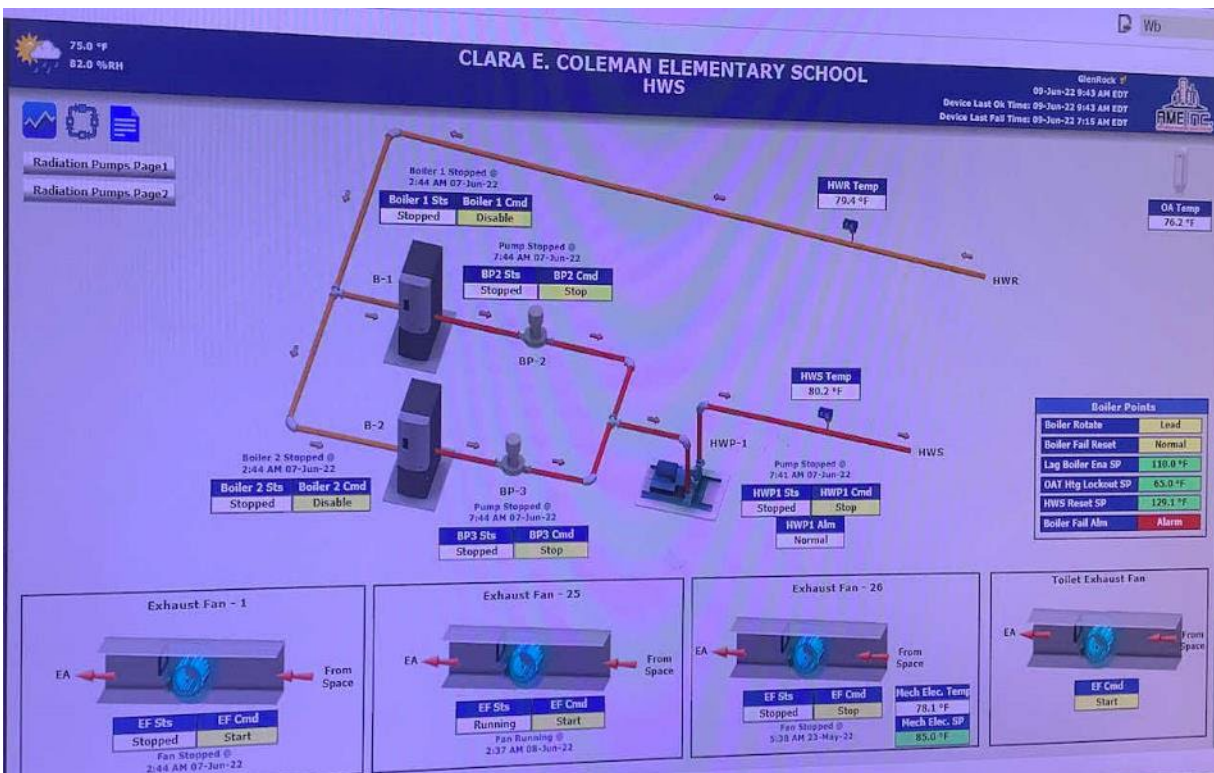 Wb
75.0 °F
82.0 %RH
CLARA E. COLEMAN ELEMENTARY SCHOOL
HWS
GlenRock
09-Jun-22 9:43 AM EDT
Device Last Ok Time: 09-Jun-22 9:43 AM EDT
Device Last Fail Time: 09-Jun-22 7:15 AM EDT
AME INC.
Radiation Pumps Page1
Radiation Pumps Page2
Boiler 1 Stopped @
2:44 AM 07-Jun-22
Boiler 1 Sts Boiler 1 Cmd
Stopped Disable
HWR Temp
79.4 °F
OA Temp
76.2 °F
Pump Stopped @
7:44 AM 07-Jun-22
BP2 Sts BP2 Cmd
Stopped Stop
B-1
BP-2
HWR
HWS Temp
80.2 °F
B-2
HWP-1
HWS
Boiler 2 Stopped @
2:44 AM 07-Jun-22
Boiler 2 Sts Boiler 2 Cmd
Stopped Disable
BP-3
Pump Stopped @
7:44 AM 07-Jun-22
BP3 Sts BP3 Cmd
Stopped Stop
Pump Stopped @
7:41 AM 07-Jun-22
HWP1 Sts HWP1 Cmd
Stopped Stop
HWP1 Alm
Normal
Boiler Points
Boiler Rotate Lead
Boiler Fail Reset Normal
Lag Boiler Ena SP 110.0 °F
OAT Htg Lockout SP 65.0 °F
HWS Reset SP 129.1 °F
Boiler Fail Alm Alarm
Exhaust Fan - 1
EA
From
Space
EF Sts EF Cmd
Stopped Start
Fan Stopped @
2:44 AM 07-Jun-22
Exhaust Fan - 25
EA
From
Space
EF Sts EF Cmd
Running Start
Fan Running @
2:37 AM 08-Jun-22
Exhaust Fan - 26
EA
From
Space
EF Sts EF Cmd
Stopped Stop
Fan Stopped @
5:38 AM 23-May-22
Mech Elec. Temp
78.1 °F
Mech Elec. SP
85.0 °F
Toilet Exhaust Fan
EA
From
Space
EF Cmd
Start